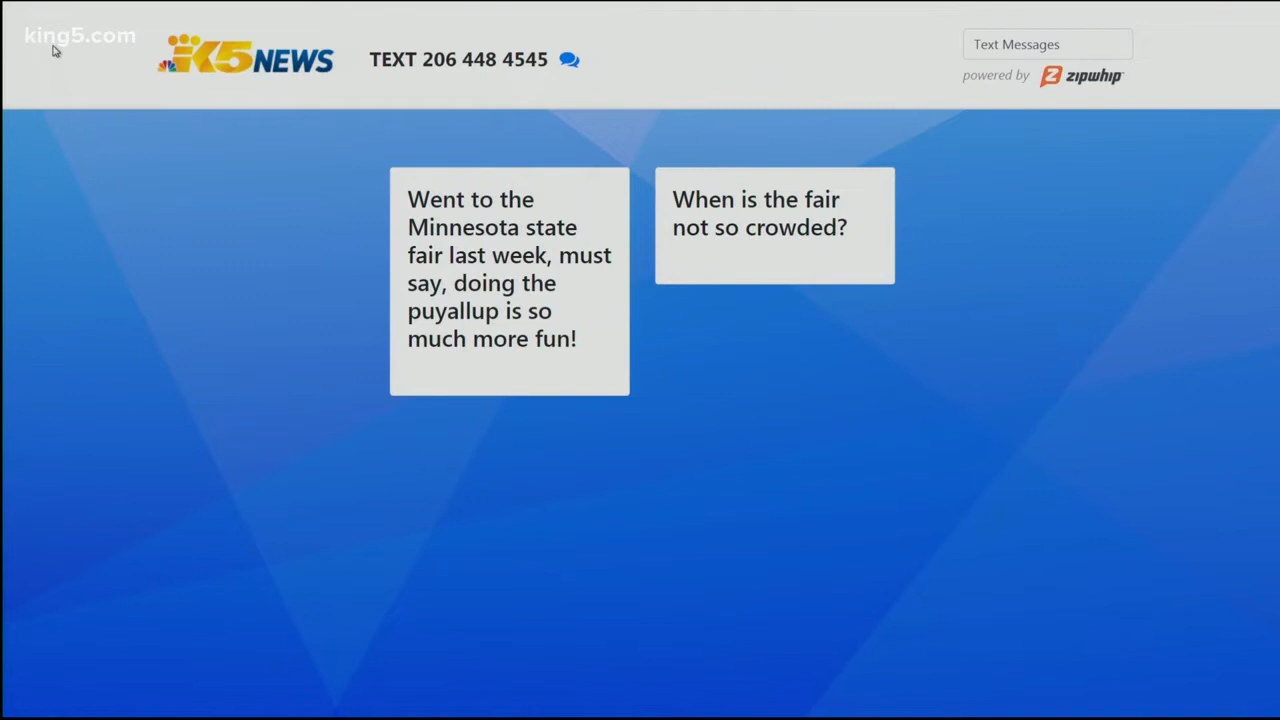 king5.com
K5 NEWS
TEXT 206 448 4545
Text Messages
powered by zipwhip
Went to the
Minnesota state
fair last week, must
say, doing the
puyallup is so
much more fun!
When is the fair
not so crowded?